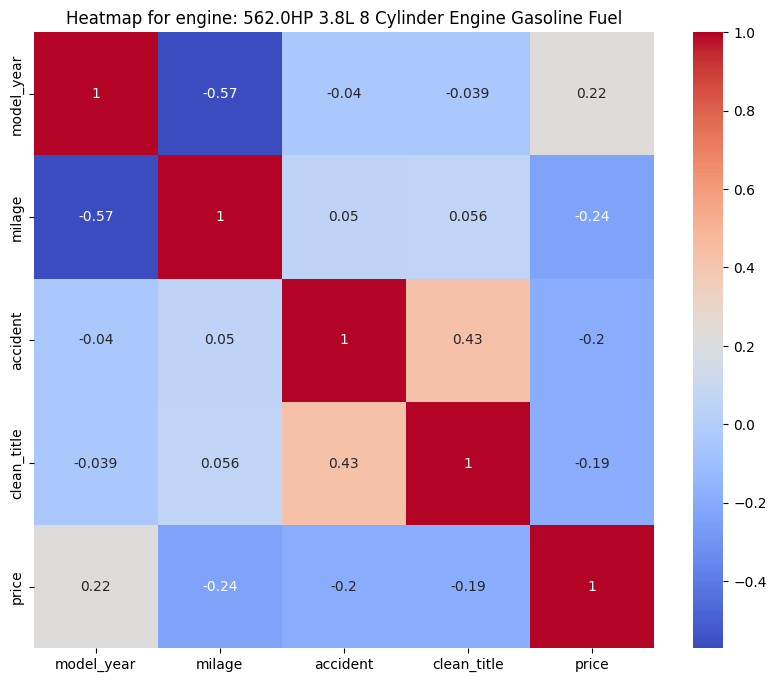 Heatmap for engine: 562.0HP 3.8L 8 Cylinder Engine Gasoline Fuel
model_year 1 -0.57 -0.04 -0.039 0.22
milage -0.57 1 0.05 0.056 -0.24
accident -0.04 0.05 1 0.43 -0.2
clean_title -0.039 0.056 0.43 1 -0.19
price 0.22 -0.24 -0.2 -0.19 1
model_year milage accident clean_title price
1.0
0.8
0.6
0.4
0.2
0.0
−0.2
−0.4